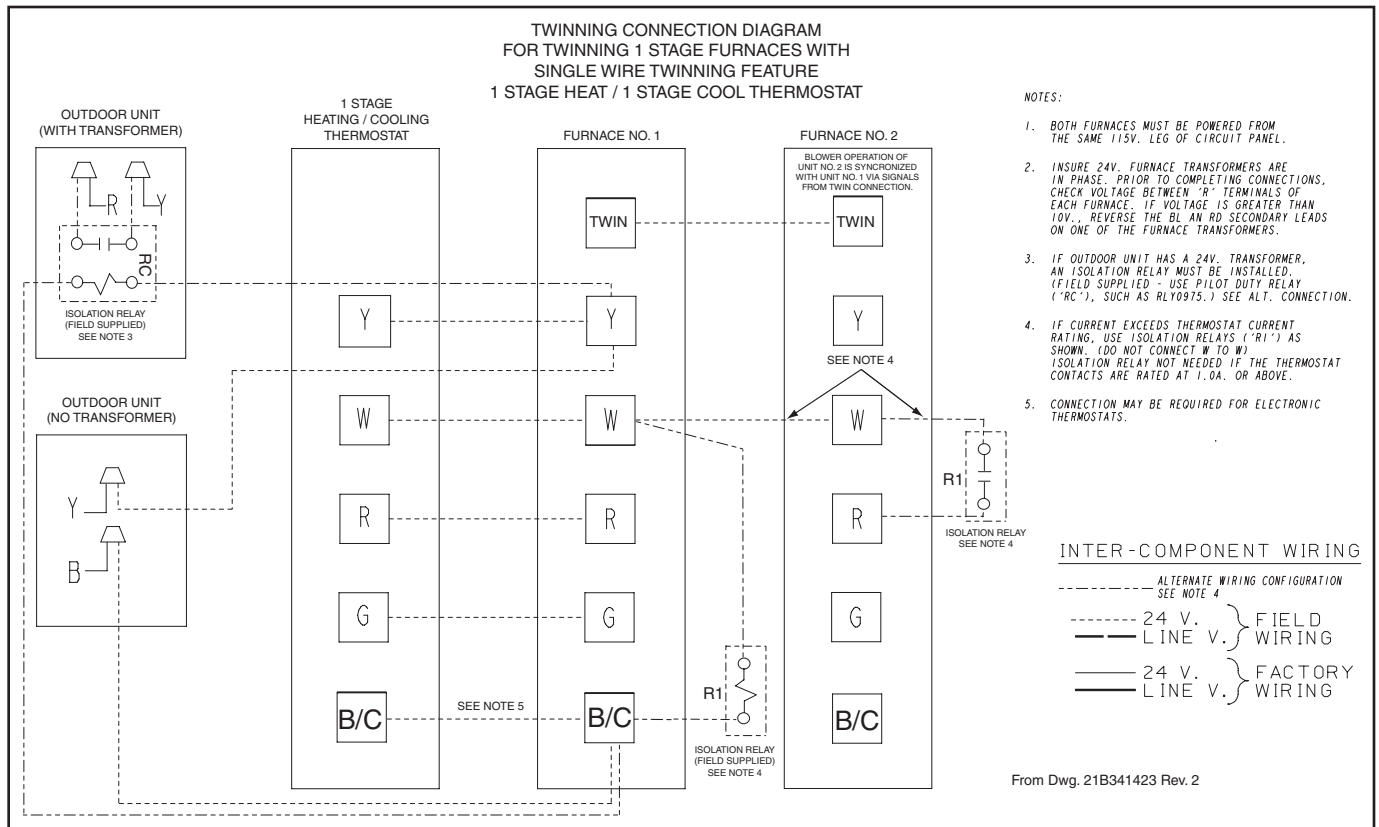 TWINNING CONNECTION DIAGRAM
FOR TWINNING 1 STAGE FURNACES WITH
SINGLE WIRE TWINNING FEATURE
1 STAGE HEAT / 1 STAGE COOL THERMOSTAT
OUTDOOR UNIT
(WITH TRANSFORMER)
R
Y
RC
ISOLATION RELAY
(FIELD SUPPLIED)
SEE NOTE 3
OUTDOOR UNIT
(NO TRANSFORMER)
Y
B
1 STAGE
HEATING / COOLING
THERMOSTAT
Y
W
R
G
B/C
SEE NOTE 5
FURNACE NO. 1
TWIN
Y
W
R
G
B/C
R1
ISOLATION RELAY
(FIELD SUPPLIED)
SEE NOTE 4
FURNACE NO. 2
BLOWER OPERATION OF
UNIT NO. 2 IS SYNCRONIZED
WITH UNIT NO. 1 VIA SIGNALS
FROM TWIN CONNECTION.
TWIN
Y
SEE NOTE 4
W
R
G
B/C
R1
ISOLATION RELAY
SEE NOTE 4
NOTES:
1. BOTH FURNACES MUST BE POWERED FROM
THE SAME 115V. LEG OF CIRCUIT PANEL.
2. INSURE 24V. FURNACE TRANSFORMERS ARE
IN PHASE. PRIOR TO COMPLETING CONNECTIONS,
CHECK VOLTAGE BETWEEN 'R' TERMINALS OF
EACH FURNACE. IF VOLTAGE IS GREATER THAN
10V., REVERSE THE BL AN RD SECONDARY LEADS
ON ONE OF THE FURNACE TRANSFORMERS.
3. IF OUTDOOR UNIT HAS A 24V. TRANSFORMER,
AN ISOLATION RELAY MUST BE INSTALLED.
(FIELD SUPPLIED - USE PILOT DUTY RELAY
('RC'), SUCH AS RLY0975.) SEE ALT. CONNECTION.
4. IF CURRENT EXCEEDS THERMOSTAT CURRENT
RATING, USE ISOLATION RELAYS ('R1') AS
SHOWN. (DO NOT CONNECT W TO W)
ISOLATION RELAY NOT NEEDED IF THE THERMOSTAT
CONTACTS ARE RATED AT 1.0A. OR ABOVE.
5. CONNECTION MAY BE REQUIRED FOR ELECTRONIC
THERMOSTATS.
INTER-COMPONENT WIRING
ALTERNATE WIRING CONFIGURATION
SEE NOTE 4
24 V. } FIELD
LINE V. } WIRING
24 V. } FACTORY
LINE V. } WIRING
From Dwg. 21B341423 Rev. 2